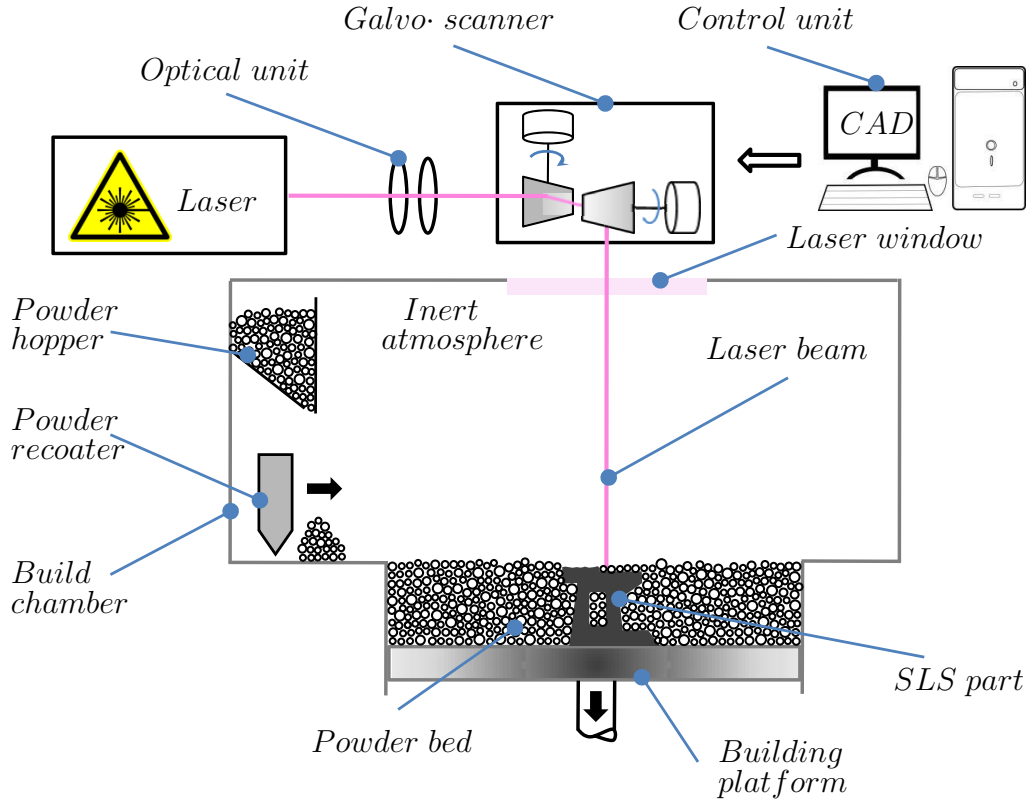 Galvo· scanner
Control unit
Optical unit
CAD
Laser
Laser window
Powder
hopper
Inert
atmosphere
Laser beam
Powder
recoater
Build
chamber
SLS part
Powder bed
Building
platform